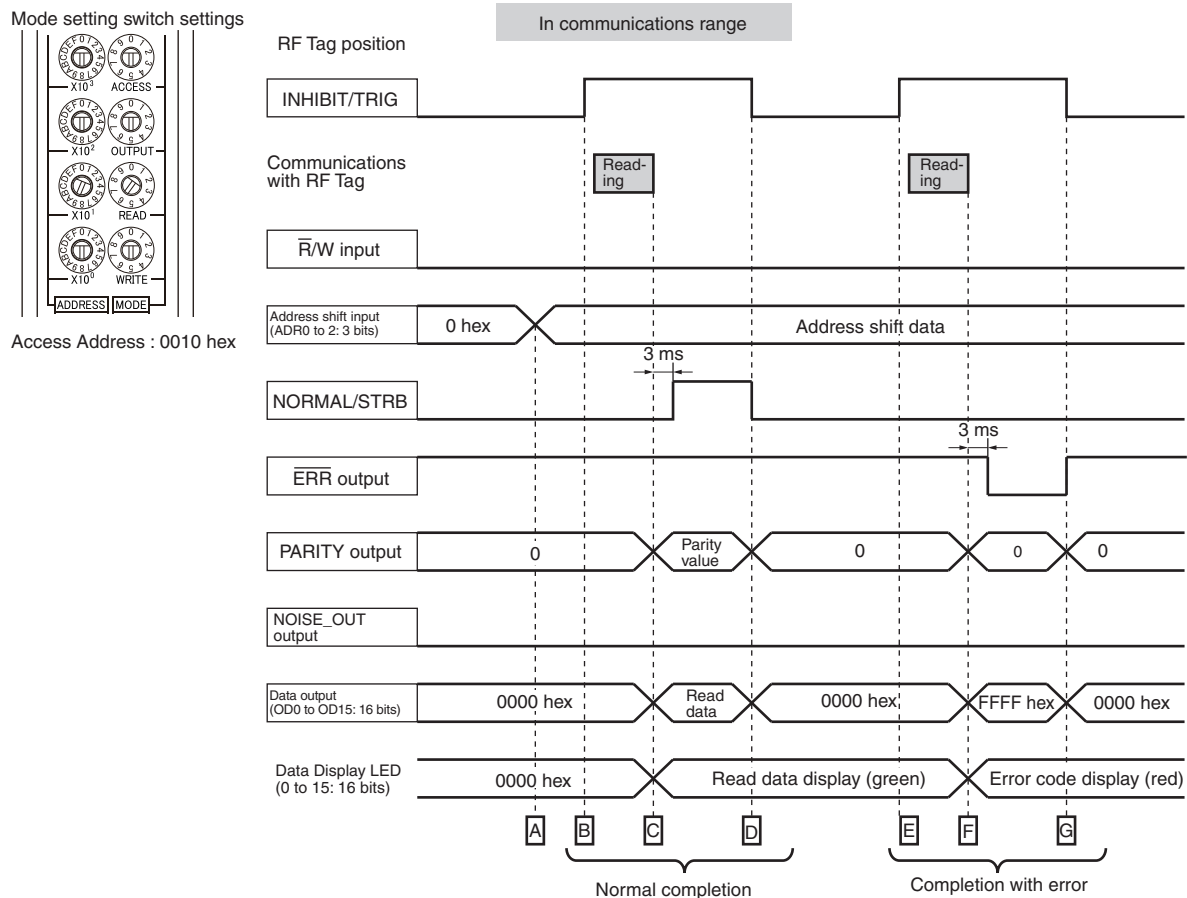 Mode setting switch settings
X10³ ACCESS
X10² OUTPUT
X10¹ READ
X10⁰ WRITE
ADDRESS MODE
Access Address : 0010 hex
In communications range
RF Tag position
INHIBIT/TRIG
Communications
with RF Tag
Read-
ing
Read-
ing
R̅/W input
Address shift input
(ADR0 to 2: 3 bits)
0 hex
Address shift data
3 ms
NORMAL/STRB
3 ms
E̅R̅R̅ output
PARITY output
0
Parity
value
0
0
0
NOISE_OUT
output
Data output
(OD0 to OD15: 16 bits)
0000 hex
Read
data
0000 hex
FFFF hex
0000 hex
Data Display LED
(0 to 15: 16 bits)
0000 hex
Read data display (green)
Error code display (red)
A B C D E F G
Normal completion
Completion with error